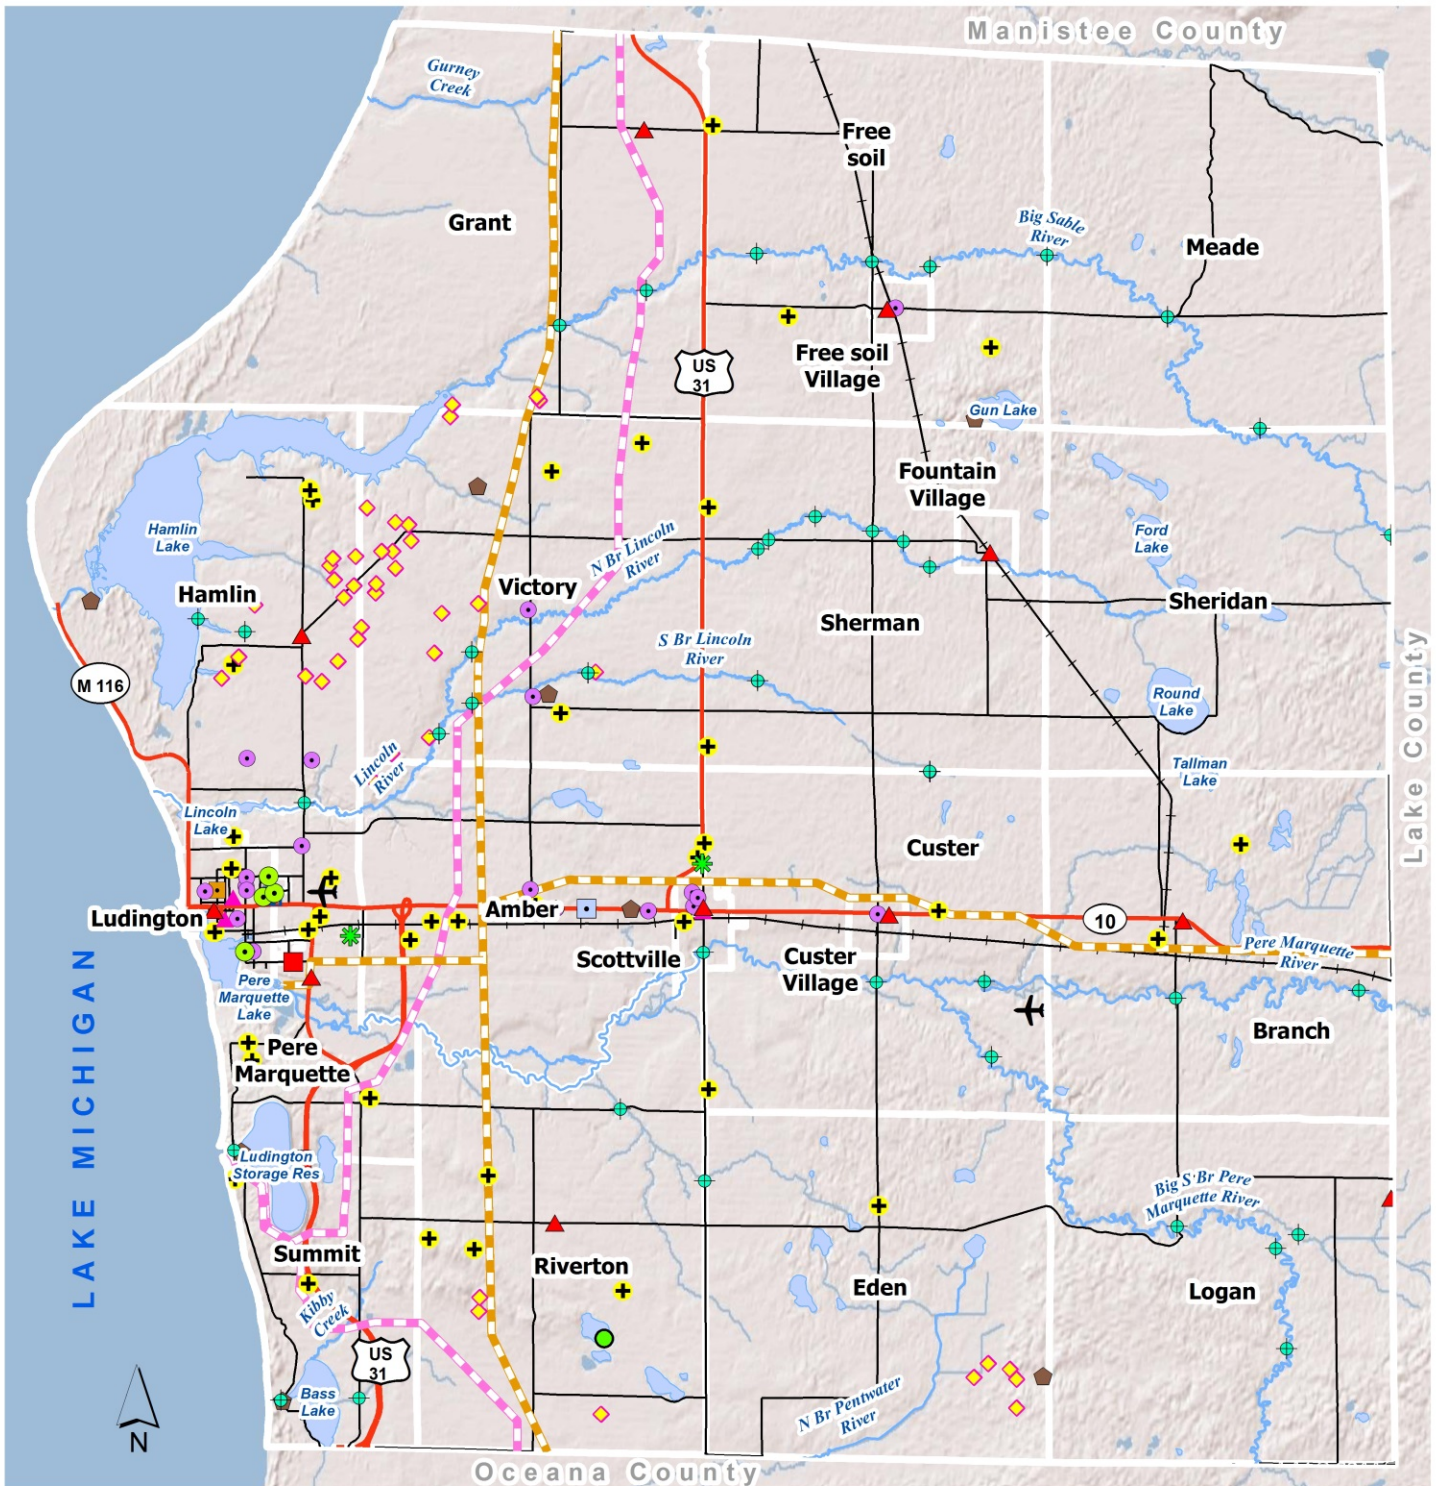 Manistee County
Gurney
Creek
Free
soil
Grant
Big Sable
River
Meade
US
31
Free soil
Village
Gun Lake
Fountain
Village
Hamlin
Lake
Ford
Lake
N Br Lincoln
River
Victory
Hamlin
Sheridan
Sherman
S Br Lincoln
River
M 116
Round
Lake
Lake County
Lincoln
River
Tallman
Lake
Lincoln
Lake
Custer
Ludington
Amber
10
Scottville
Custer
Village
Pere Marquette
River
Pere
Marquette
Lake
LAKE MICHIGAN
Branch
Pere
Marquette
Ludington
Storage Res
Big S Br Pere
Marquette River
Summit
Riverton
Eden
Logan
Kibby
Creek
US
31
Bass
Lake
N Br Pentwater
River
N
Oceana County